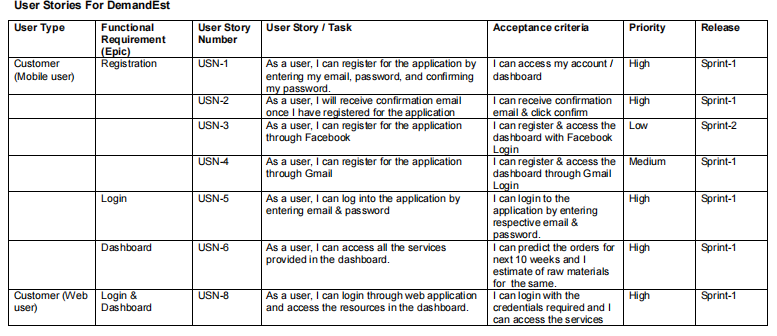 User Stories For DemandEst
User Type Functional Requirement (Epic) User Story Number User Story / Task Acceptance criteria Priority Release
Customer (Mobile user) Registration USN-1 As a user, I can register for the application by entering my email, password, and confirming my password. I can access my account / dashboard High Sprint-1
USN-2 As a user, I will receive confirmation email once I have registered for the application I can receive confirmation email & click confirm High Sprint-1
USN-3 As a user, I can register for the application through Facebook I can register & access the dashboard with Facebook Login Low Sprint-2
USN-4 As a user, I can register for the application through Gmail I can register & access the dashboard through Gmail Login Medium Sprint-1
Login USN-5 As a user, I can log into the application by entering email & password I can login to the application by entering respective email & password. High Sprint-1
Dashboard USN-6 As a user, I can access all the services provided in the dashboard. I can predict the orders for next 10 weeks and I estimate of raw materials for the same. High Sprint-1
Customer (Web user) Login & Dashboard USN-8 As a user, I can login through web application and access the resources in the dashboard. I can login with the credentials required and I can access the services High Sprint-1